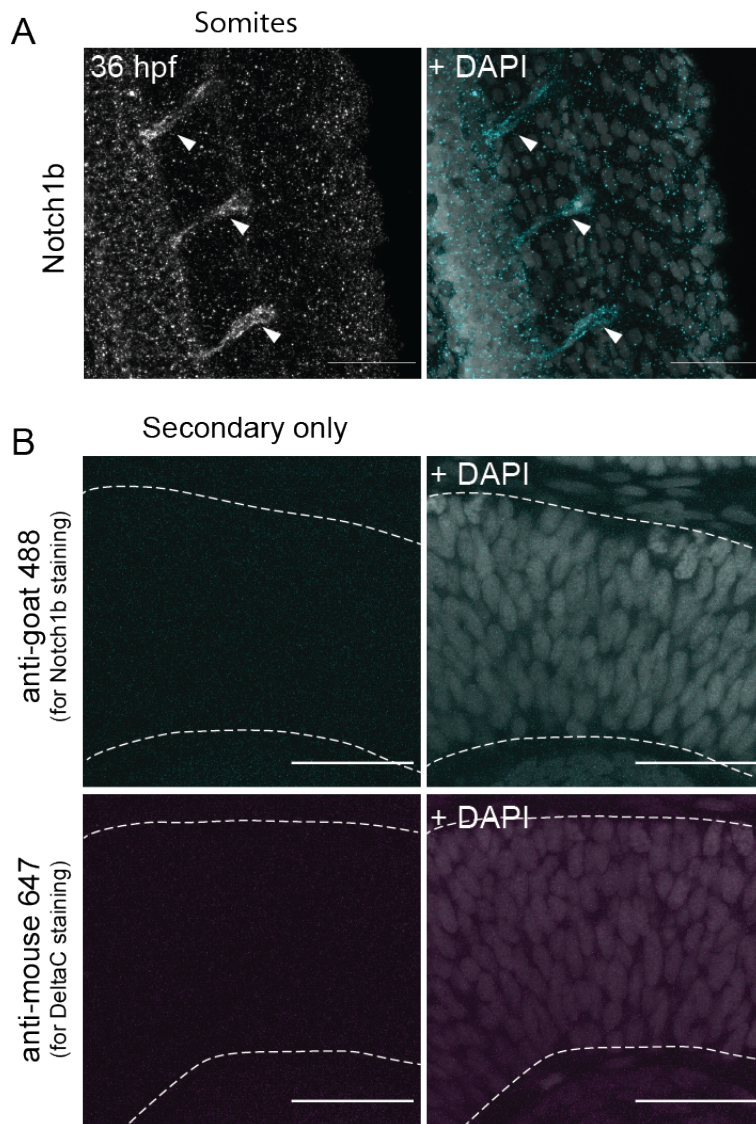 A
Somites
36 hpf
+ DAPI
Notch1b
B
Secondary only
+ DAPI
anti-goat 488
(for Notch1b staining)
+ DAPI
anti-mouse 647
(for DeltaC staining)